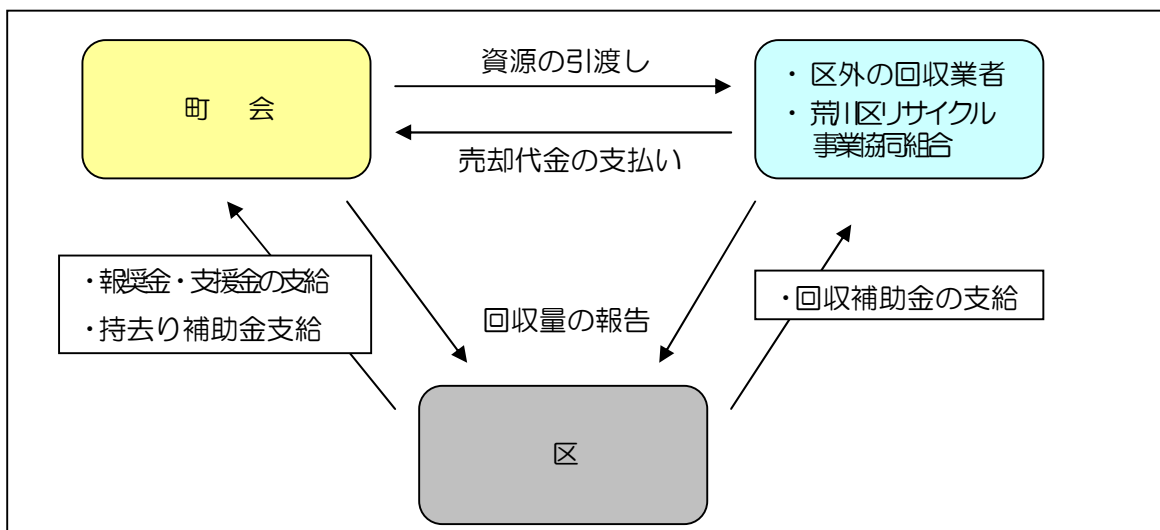 資源の引渡し
町 会
・ 区外の回収業者
・ 荒川区リサイクル
事業協同組合
売却代金の支払い
・報奨金・支援金の支給
・持去り補助金支給
・回収補助金の支給
回収量の報告
区